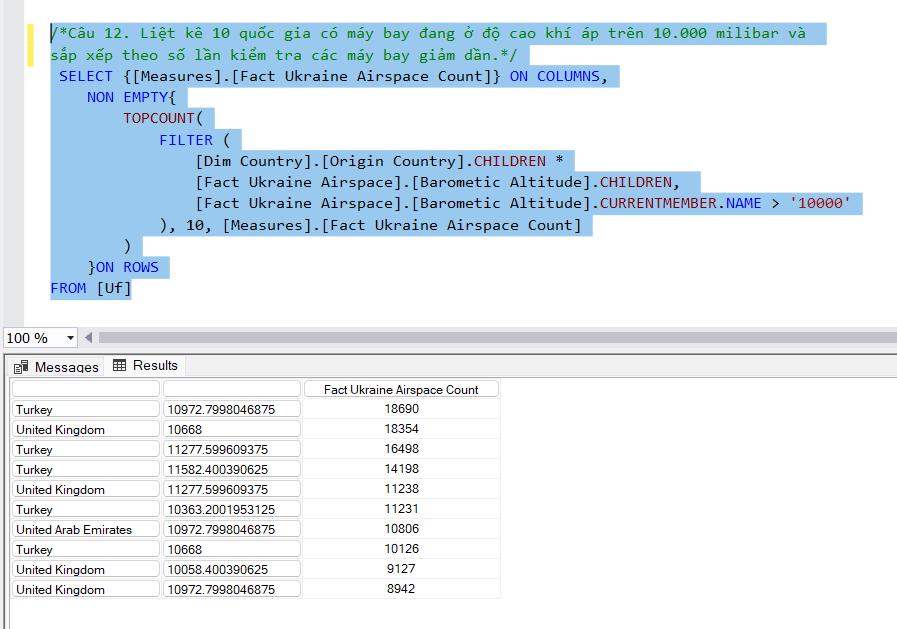 /*Câu 12. Liệt kê 10 quốc gia có máy bay đang ở độ cao khí áp trên 10.000 milibar và
sắp xếp theo số lần kiểm tra các máy bay giảm dần.*/
SELECT {[Measures].[Fact Ukraine Airspace Count]} ON COLUMNS,
NON EMPTY{
TOPCOUNT(
FILTER (
[Dim Country].[Origin Country].CHILDREN *
[Fact Ukraine Airspace].[Barometic Altitude].CHILDREN,
[Fact Ukraine Airspace].[Barometic Altitude].CURRENTMEMBER.NAME > '10000'
), 10, [Measures].[Fact Ukraine Airspace Count]
)
}ON ROWS
FROM [Uf]
100 %
Messages Results
Fact Ukraine Airspace Count
Turkey 10972.7998046875 18690
United Kingdom 10668 18354
Turkey 11277.599609375 16498
Turkey 11582.400390625 14198
United Kingdom 11277.599609375 11238
Turkey 10363.2001953125 11231
United Arab Emirates 10972.7998046875 10806
Turkey 10668 10126
United Kingdom 10058.400390625 9127
United Kingdom 10972.7998046875 8942